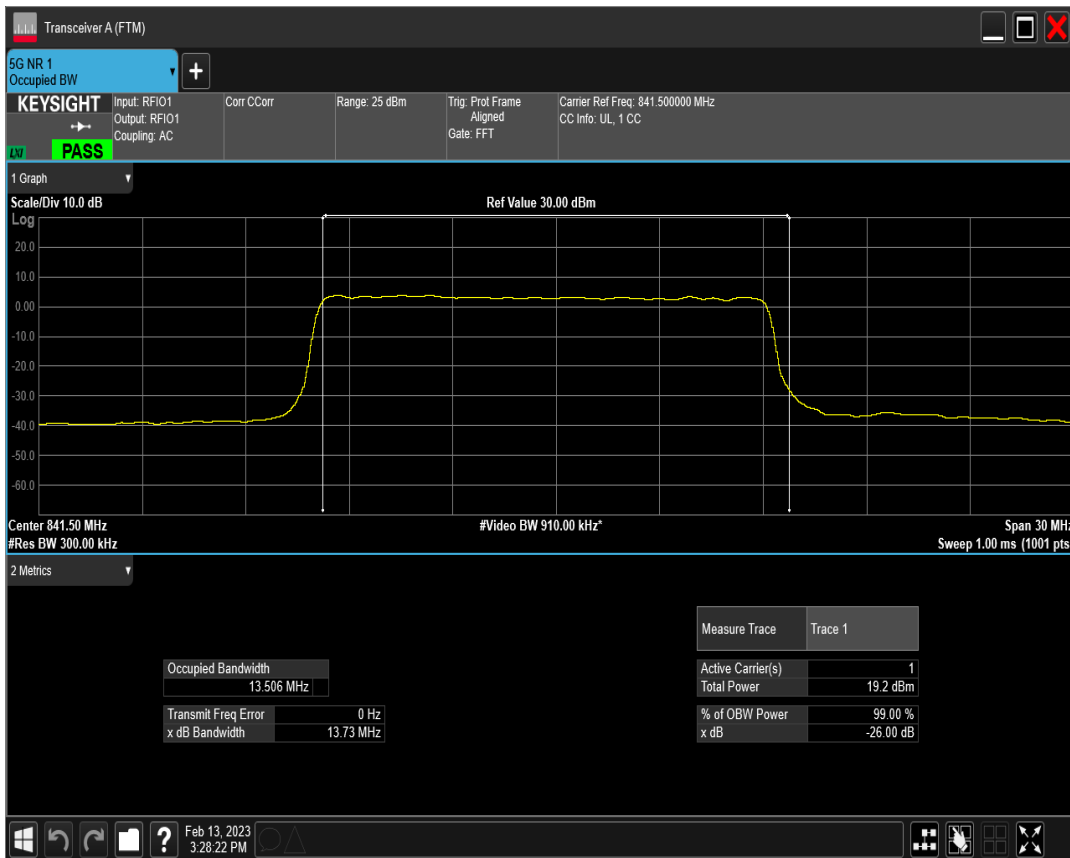 Transceiver A (FTM)
5G NR 1
Occupied BW
+
KEYSIGHT
LXI
PASS
Input: RFIO1
Output: RFIO1
Coupling: AC
Corr CCorr
Range: 25 dBm
Trig: Prot Frame
Aligned
Gate: FFT
Carrier Ref Freq: 841.500000 MHz
CC Info: UL, 1 CC
1 Graph
Scale/Div 10.0 dB
Ref Value 30.00 dBm
Log
20.0
10.0
0.00
-10.0
-20.0
-30.0
-40.0
-50.0
-60.0
Center 841.50 MHz
#Video BW 910.00 kHz*
Span 30 MHz
#Res BW 300.00 kHz
Sweep 1.00 ms (1001 pts
2 Metrics
Measure Trace Trace 1
Occupied Bandwidth
13.506 MHz
Active Carrier(s) 1
Total Power 19.2 dBm
Transmit Freq Error 0 Hz
x dB Bandwidth 13.73 MHz
% of OBW Power 99.00 %
x dB -26.00 dB
?
Feb 13, 2023
3:28:22 PM